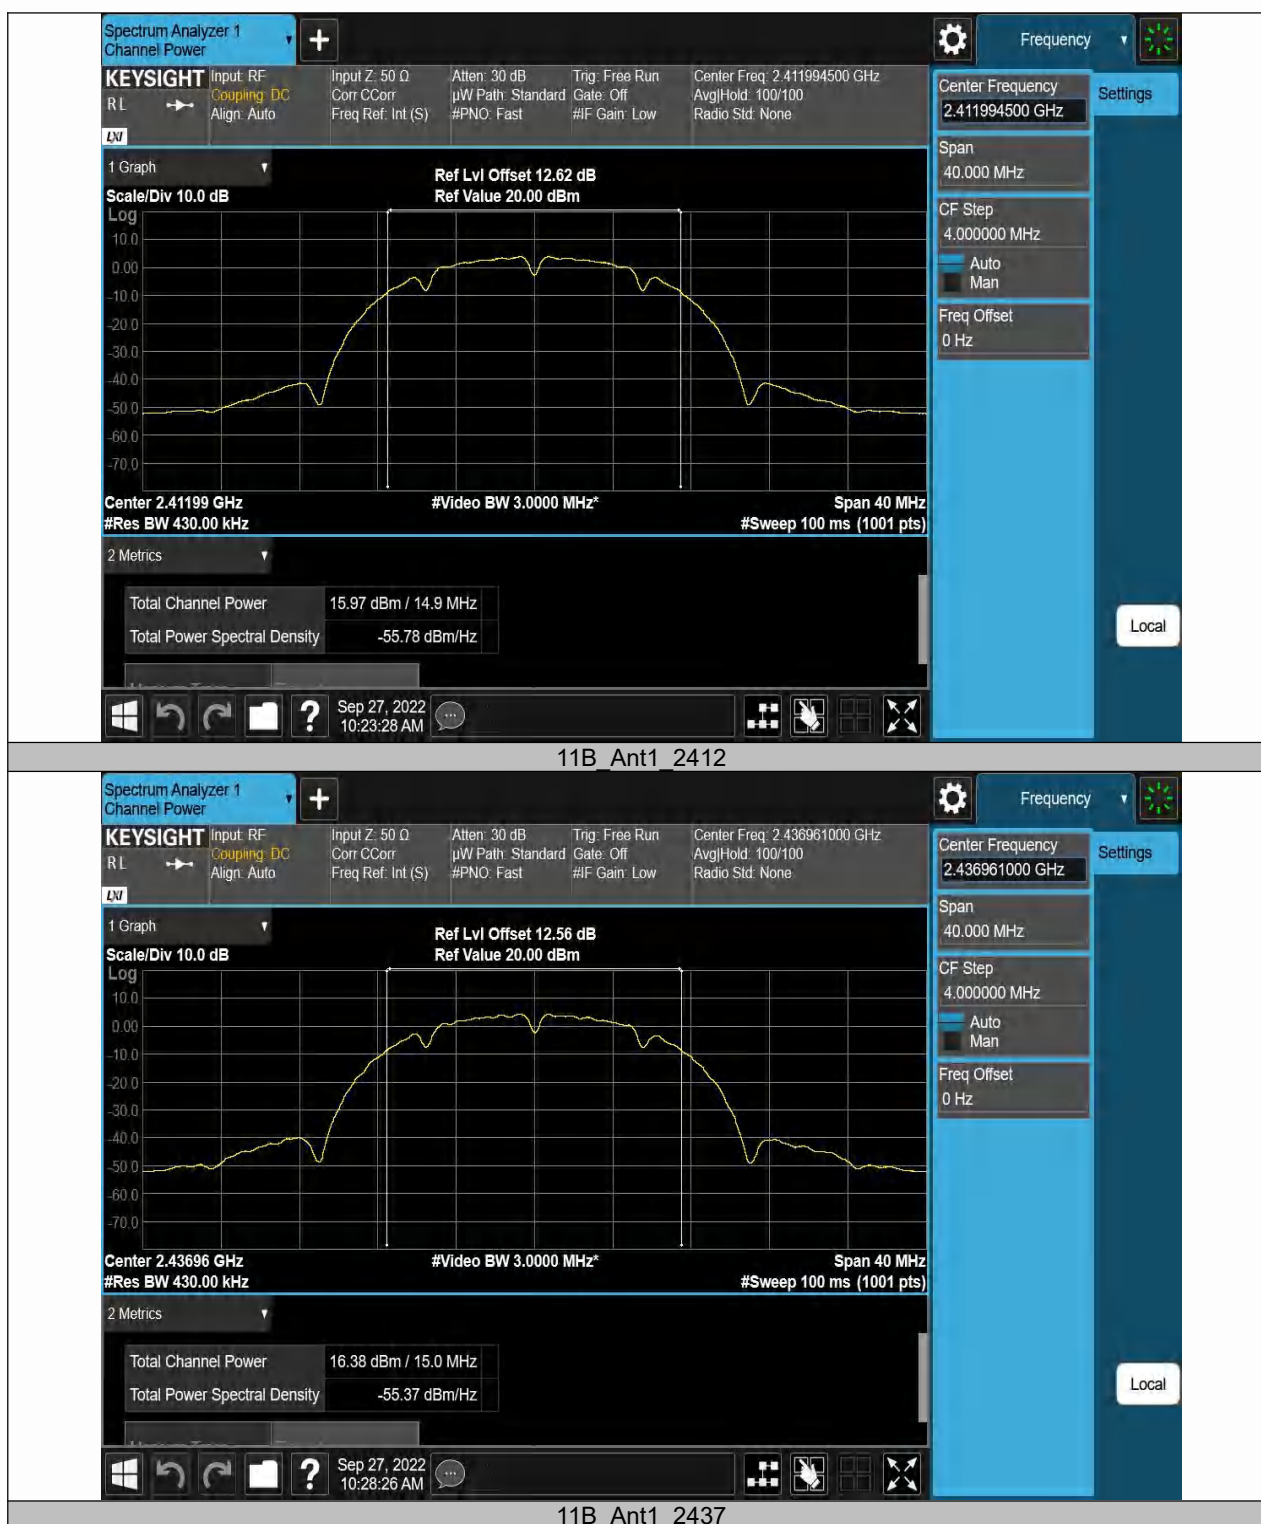 Spectrum Analyzer 1
Channel Power
Frequency
KEYSIGHT
R L
LXI
Input: RF
Coupling: DC
Align: Auto
Input Z: 50 Ω
Corr CCorr
Freq Ref: Int (S)
Atten: 30 dB
µW Path: Standard
#PNO: Fast
Trig: Free Run
Gate: Off
#IF Gain: Low
Center Freq: 2.411994500 GHz
Avg|Hold: 100/100
Radio Std: None
Center Frequency
2.411994500 GHz
Settings
Span
40.000 MHz
CF Step
4.000000 MHz
Auto
Man
Freq Offset
0 Hz
Local
1 Graph
Scale/Div 10.0 dB
Ref Lvl Offset 12.62 dB
Ref Value 20.00 dBm
Log
10.0
0.00
-10.0
-20.0
-30.0
-40.0
-50.0
-60.0
-70.0
Center 2.41199 GHz
#Video BW 3.0000 MHz*
Span 40 MHz
#Res BW 430.00 kHz
#Sweep 100 ms (1001 pts)
2 Metrics
Total Channel Power 15.97 dBm / 14.9 MHz
Total Power Spectral Density -55.78 dBm/Hz
?
Sep 27, 2022
10:23:28 AM
11B_Ant1_2412
Spectrum Analyzer 1
Channel Power
Frequency
KEYSIGHT
R L
LXI
Input: RF
Coupling: DC
Align: Auto
Input Z: 50 Ω
Corr CCorr
Freq Ref: Int (S)
Atten: 30 dB
µW Path: Standard
#PNO: Fast
Trig: Free Run
Gate: Off
#IF Gain: Low
Center Freq: 2.436961000 GHz
Avg|Hold: 100/100
Radio Std: None
Center Frequency
2.436961000 GHz
Settings
Span
40.000 MHz
CF Step
4.000000 MHz
Auto
Man
Freq Offset
0 Hz
Local
1 Graph
Scale/Div 10.0 dB
Ref Lvl Offset 12.56 dB
Ref Value 20.00 dBm
Log
10.0
0.00
-10.0
-20.0
-30.0
-40.0
-50.0
-60.0
-70.0
Center 2.43696 GHz
#Video BW 3.0000 MHz*
Span 40 MHz
#Res BW 430.00 kHz
#Sweep 100 ms (1001 pts)
2 Metrics
Total Channel Power 16.38 dBm / 15.0 MHz
Total Power Spectral Density -55.37 dBm/Hz
?
Sep 27, 2022
10:28:26 AM
11B_Ant1_2437